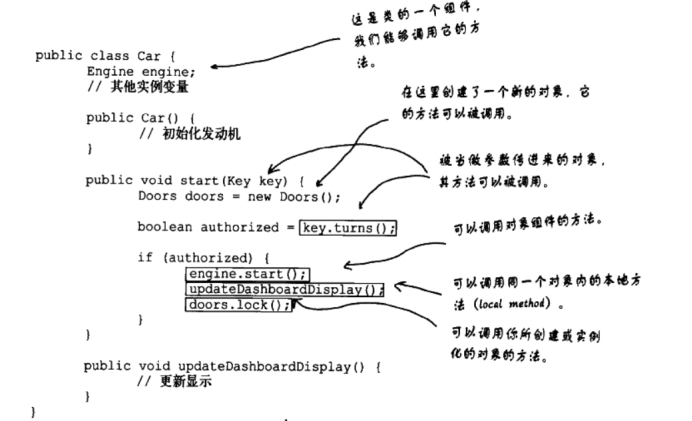 这是类的一个组件，
我们能够调用它的方
法。
public class Car {
Engine engine;
// 其他实例变量
在这里创建了一个新的对象，它
的方法可以被调用。
public Car() {
// 初始化发动机
}
被当做参数传进来的对象，
其方法可以被调用。
public void start(Key key) {
Doors doors = new Doors();
boolean authorized = key.turns();
可以调用对象组件的方法。
if (authorized) {
engine.start();
updateDashboardDisplay();
doors.lock();
}
}
可以调用同一个对象内的本地方
法（local method）。
可以调用你所创建或实例
化的对象的方法。
public void updateDashboardDisplay() {
// 更新显示
}
}